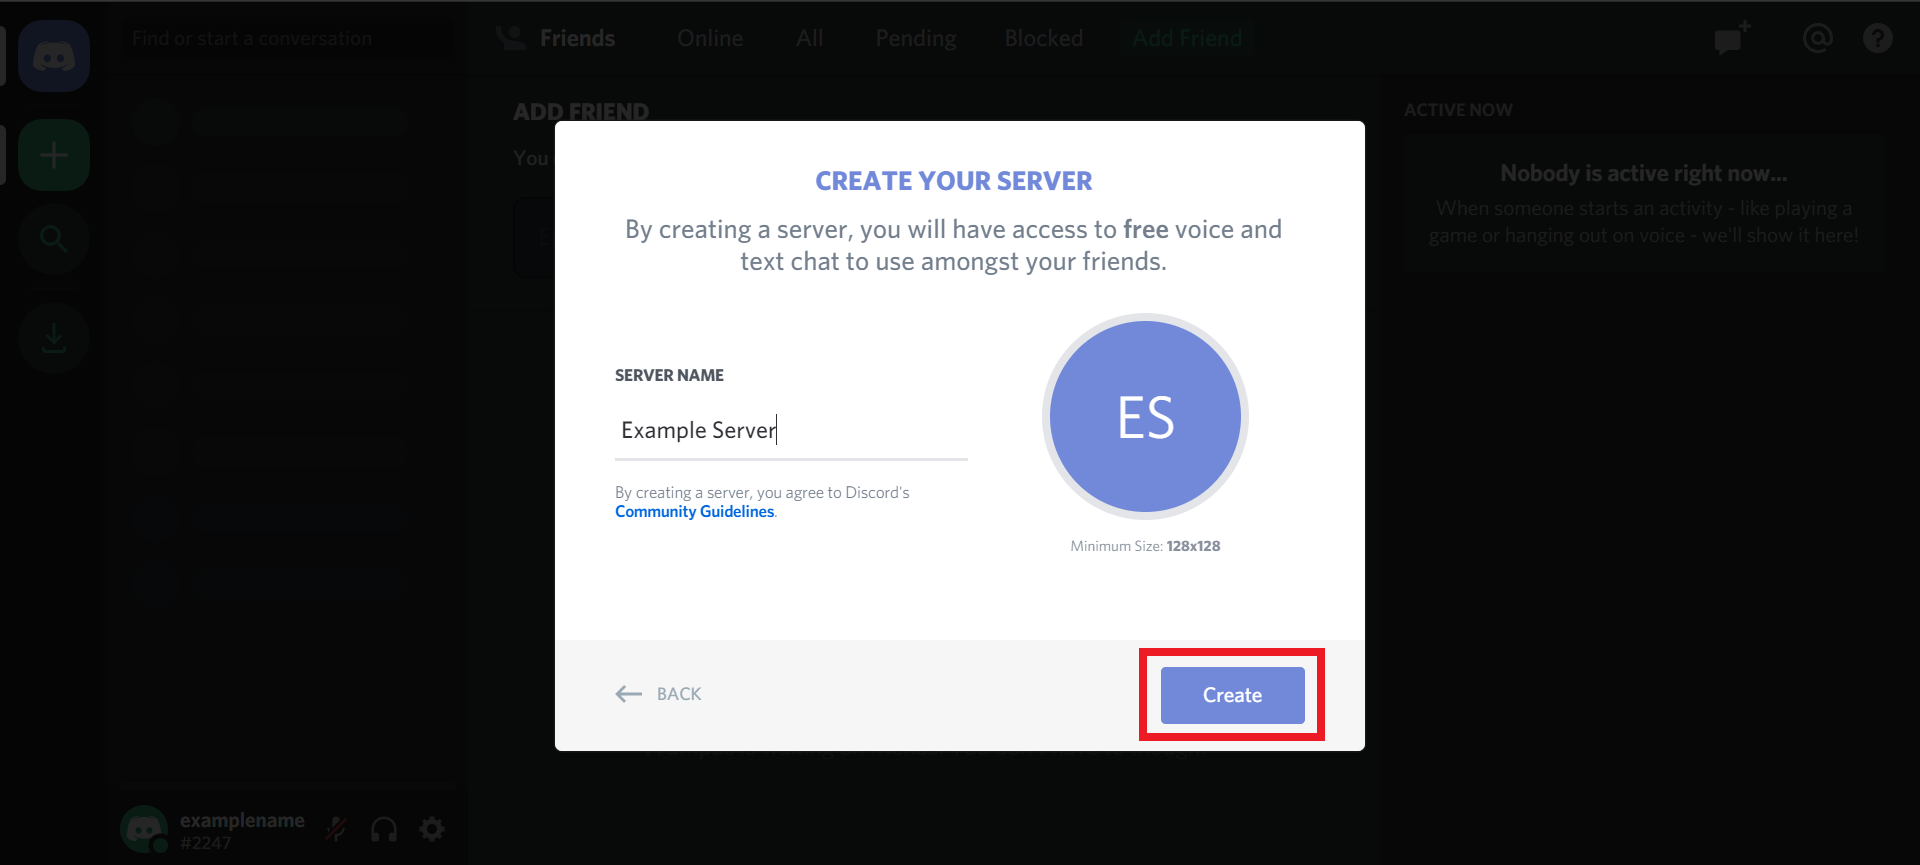 Find or start a conversation
Friends
Online
All
Pending
Blocked
Add Friend
ADD FRIEND
You
ACTIVE NOW
Nobody is active right now...
When someone starts an activity - like playing a
game or hanging out on voice - we'll show it here!
CREATE YOUR SERVER
By creating a server, you will have access to free voice and
text chat to use amongst your friends.
SERVER NAME
Example Server
By creating a server, you agree to Discord's
Community Guidelines.
ES
Minimum Size: 128x128
BACK
Create
examplename
#2247